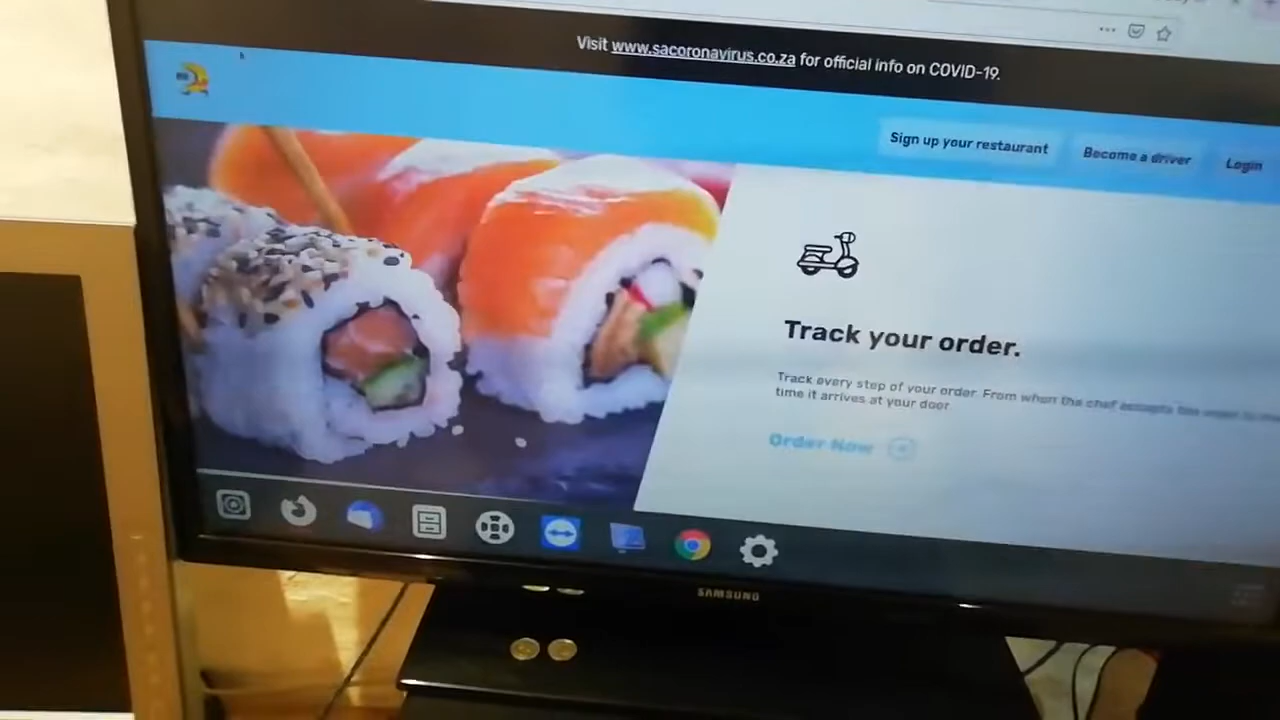 Visit www.sacoronavirus.co.za for official info on COVID-19.
Sign up your restaurant
Become a driver
Login
Track your order.
Track every step of your order. From when the chef accepts the
time it arrives at your door
Order Now
SAMSUNG